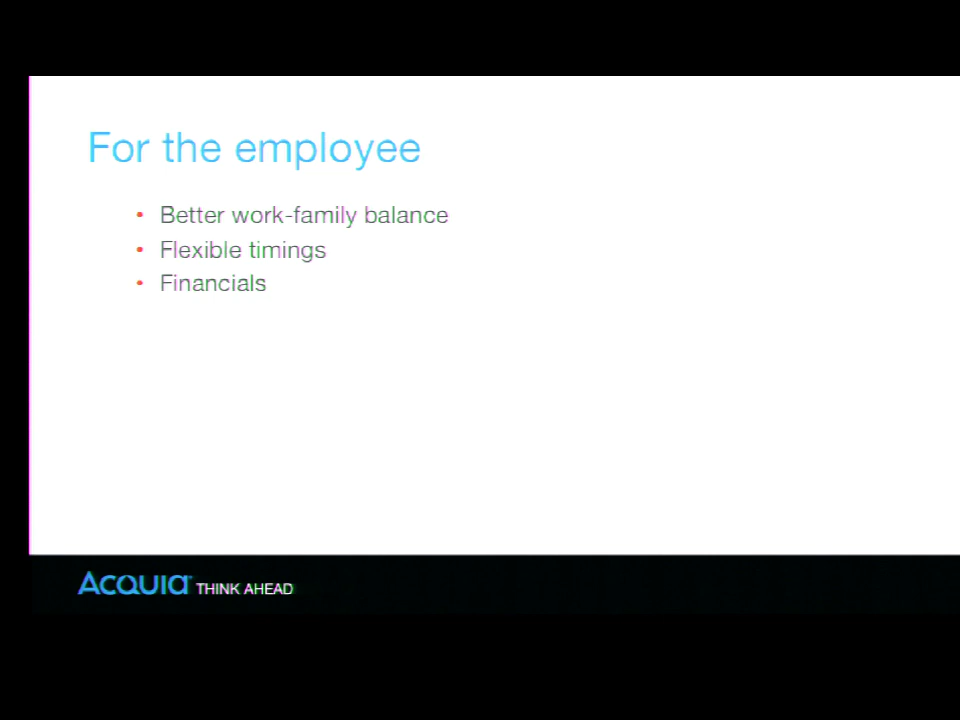 For the employee
• Better work-family balance
• Flexible timings
• Financials
Acquia THINK AHEAD